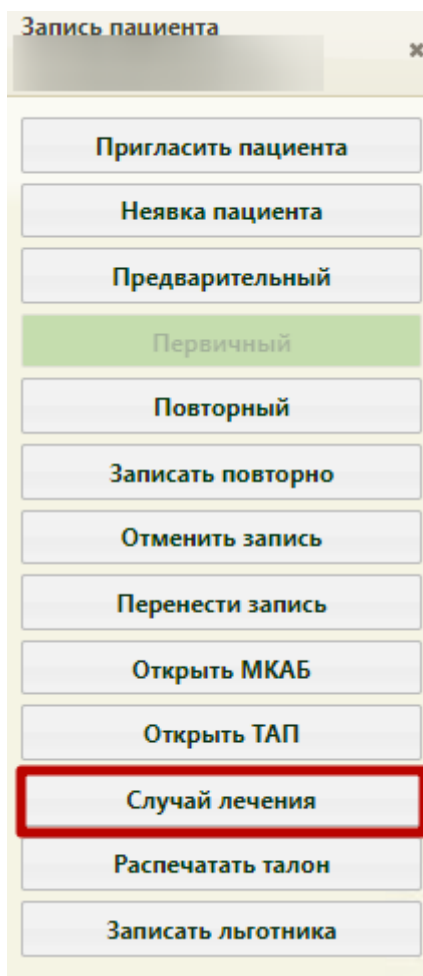 Запись пациента
Пригласить пациента
Неявка пациента
Предварительный
Первичный
Повторный
Записать повторно
Отменить запись
Перенести запись
Открыть МКАБ
Открыть ТАП
Случай лечения
Распечатать талон
Записать льготника